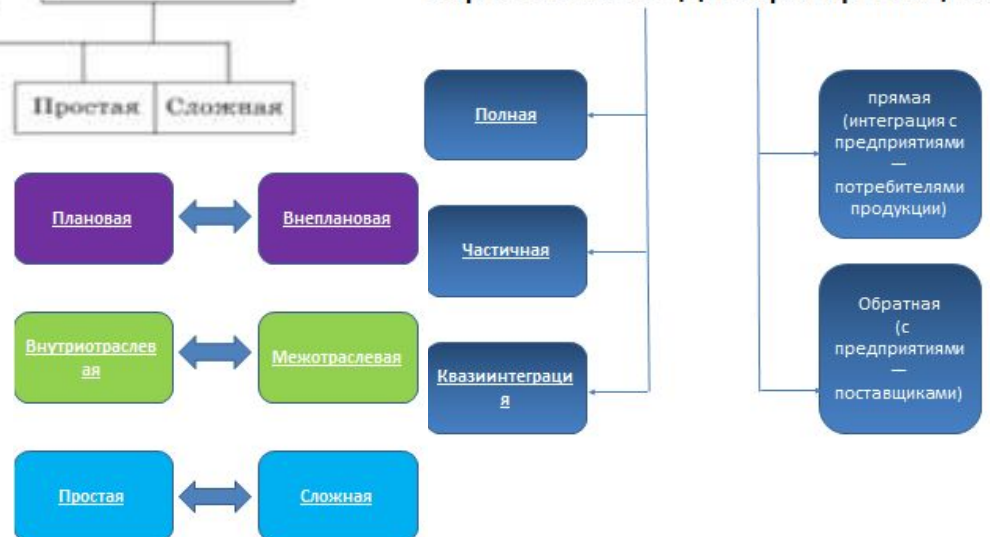 Простая
Сложная
Плановая
Внеплановая
Внутриотраслев
ая
Межотраслевая
Простая
Сложная
Полная
Частичная
Квазиинтеграци
я
прямая
(интеграция с
предприятиями
—
потребителями
продукции)
Обратная
(с
предприятиями
—
поставщиками)